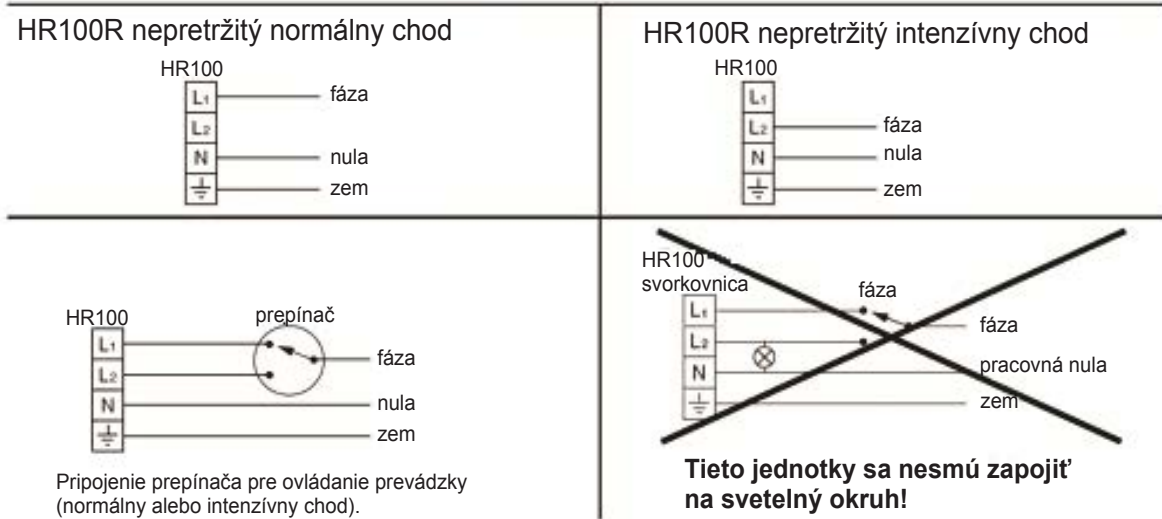 HR100R nepretržitý normálny chod
HR100
L1
fáza
L2
N
nula
zem
HR100R nepretržitý intenzívny chod
HR100
L1
L2
fáza
N
nula
zem
HR100
prepínač
L1
fáza
L2
N
nula
zem
Pripojenie prepínača pre ovládanie prevádzky
(normálny alebo intenzívny chod).
HR100
svorkovnica
fáza
L1
fáza
L2
pracovná nula
N
zem
Tieto jednotky sa nesmú zapojiť
na svetelný okruh!